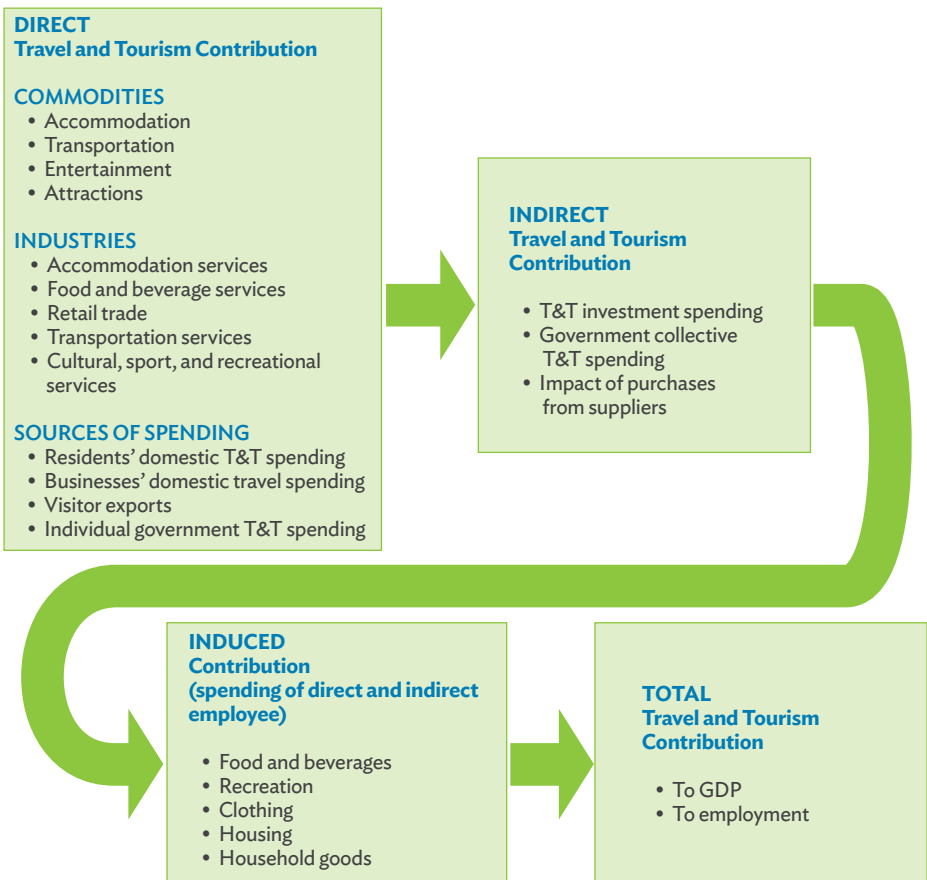 DIRECT
Travel and Tourism Contribution
COMMODITIES
• Accommodation
• Transportation
• Entertainment
• Attractions
INDUSTRIES
• Accommodation services
• Food and beverage services
• Retail trade
• Transportation services
• Cultural, sport, and recreational
services
SOURCES OF SPENDING
• Residents’ domestic T&T spending
• Businesses’ domestic travel spending
• Visitor exports
• Individual government T&T spending
INDIRECT
Travel and Tourism
Contribution
• T&T investment spending
• Government collective
T&T spending
• Impact of purchases
from suppliers
INDUCED
Contribution
(spending of direct and indirect
employee)
• Food and beverages
• Recreation
• Clothing
• Housing
• Household goods
TOTAL
Travel and Tourism
Contribution
• To GDP
• To employment